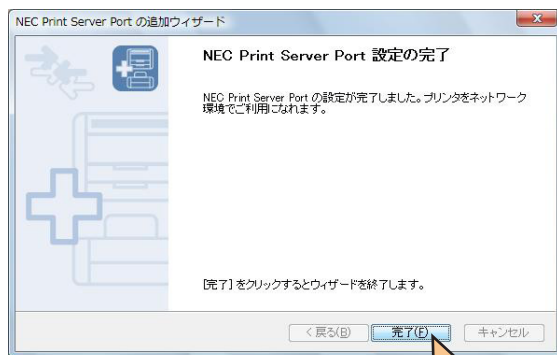 NEC Print Server Port の追加ウィザード
NEC Print Server Port 設定の完了
NEC Print Server Port の設定が完了しました。プリンタをネットワーク
環境でご利用になれます。
[完了] をクリックするとウィザードを終了します。
< 戻る(B)
完了(F)
キャンセル